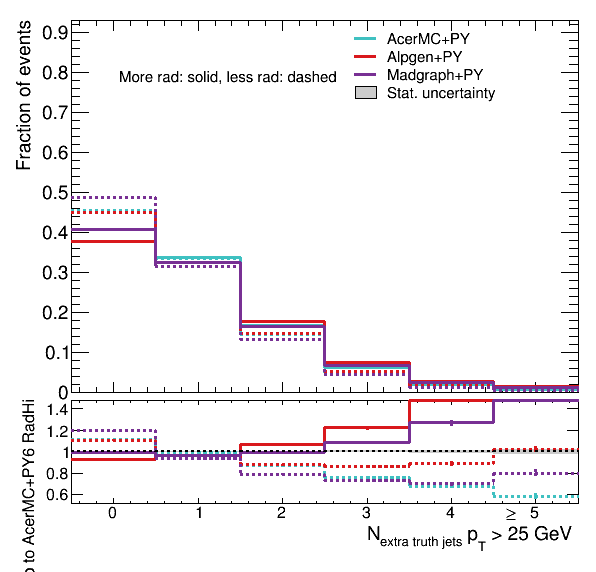 AcerMC+PY
Alpgen+PY
More rad: solid, less rad: dashed
Madgraph+PY
Stat. uncertainty
Fraction of events
0.9
0.8
0.7
0.6
0.5
0.4
0.3
0.2
0.1
0
1.4
1.2
1
0.8
0.6
to AcerMC+PY6 RadHi
0 1 2 3 4 ≥ 5
N extra truth jets p_T > 25 GeV